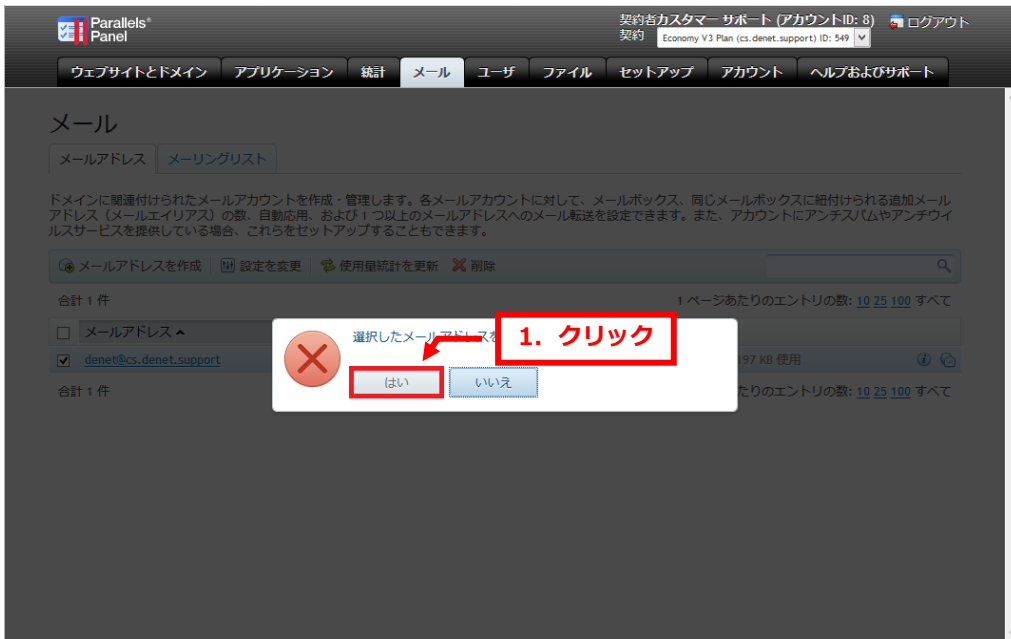 Parallels®
Panel
契約者カスタマー サポート (アカウントID: 8) ログアウト
契約 Economy V3 Plan (cs.denet.support) ID: 549
ウェブサイトとドメイン アプリケーション 統計 メール ユーザ ファイル セットアップ アカウント ヘルプおよびサポート
メール
メールアドレス メーリングリスト
ドメインに関連付けられたメールアカウントを作成・管理します。各メールアカウントに対して、メールボックス、同じメールボックスに紐付けられる追加メール
アドレス（メールエイリアス）の数、自動応用、および 1 つ以上のメールアドレスへのメール転送を設定できます。また、アカウントにアンチスパムやアンチウイ
ルスサービスを提供している場合、これらをセットアップすることもできます。
メールアドレスを作成 設定を変更 使用量統計を更新 削除
合計 1 件 1 ページあたりのエントリの数: 10 25 100 すべて
メールアドレス
選択したメールアドレスを
1. クリック
denet@cs.denet.support 197 KB 使用
はい いいえ
合計 1 件 たりのエントリの数: 10 25 100 すべて